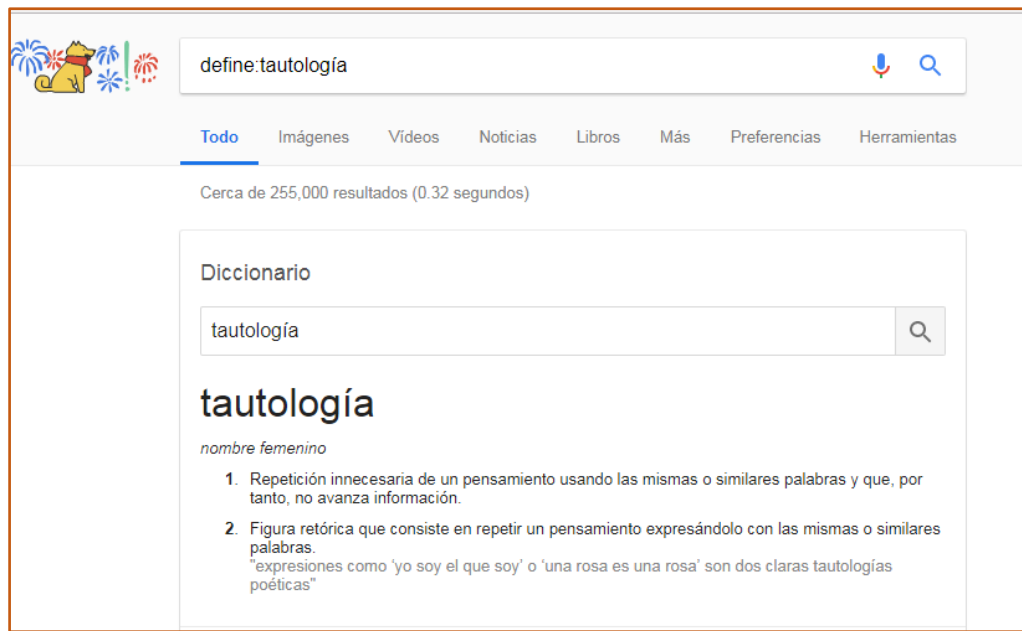 define:tautología
Todo Imágenes Vídeos Noticias Libros Más Preferencias Herramientas
Cerca de 255,000 resultados (0.32 segundos)
Diccionario
tautología
tautología
nombre femenino
1. Repetición innecesaria de un pensamiento usando las mismas o similares palabras y que, por
tanto, no avanza información.
2. Figura retórica que consiste en repetir un pensamiento expresándolo con las mismas o similares
palabras.
"expresiones como 'yo soy el que soy' o 'una rosa es una rosa' son dos claras tautologías
poéticas"